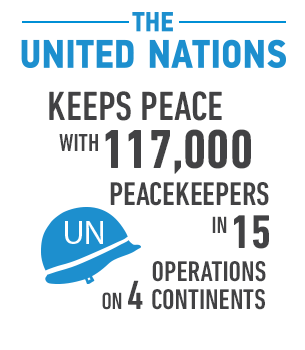 THE
UNITED NATIONS
KEEPS PEACE
WITH 117,000
PEACEKEEPERS
IN 15
UN
OPERATIONS
ON 4 CONTINENTS